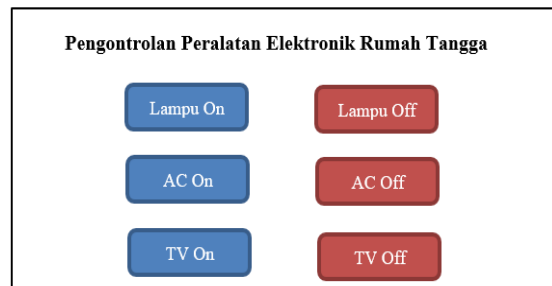 Pengontrolan Peralatan Elektronik Rumah Tangga
Lampu On
Lampu Off
AC On
AC Off
TV On
TV Off